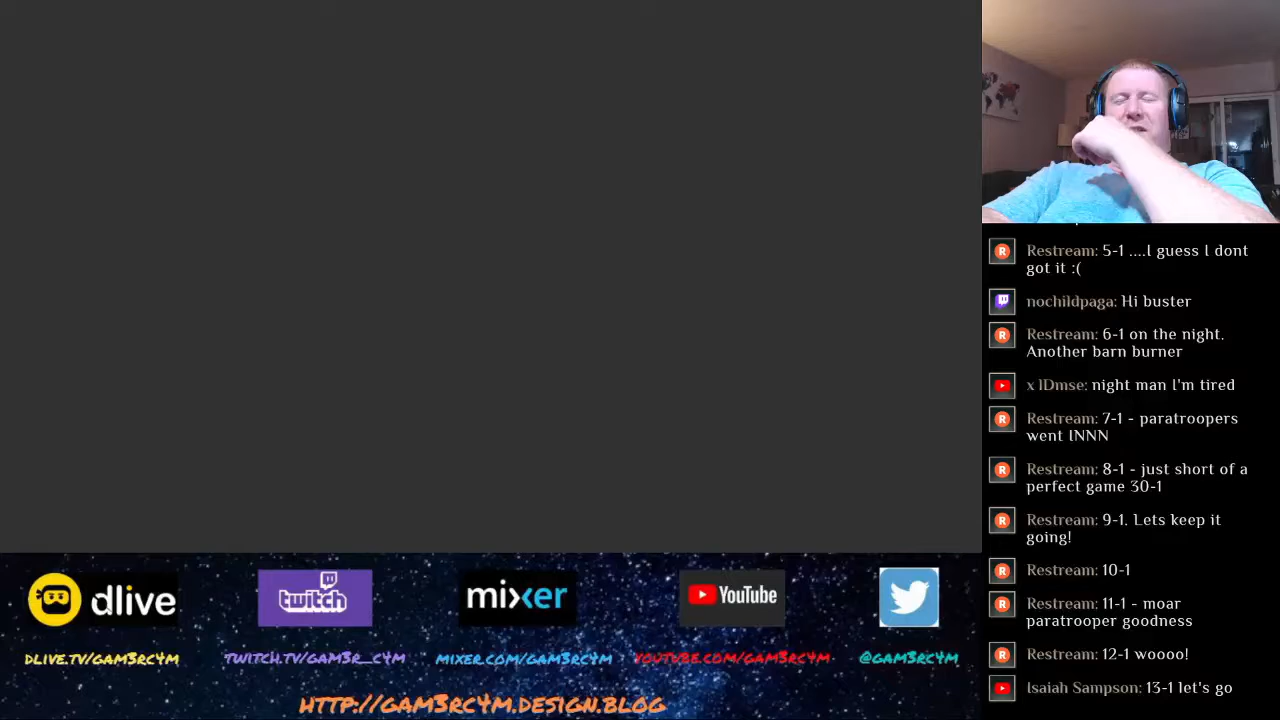 Restream: 5-1 ....I guess I dont
got it :(
nochildpaga: Hi buster
Restream: 6-1 on the night.
Another barn burner
x IDmse: night man I'm tired
Restream: 7-1 - paratroopers
went INNN
Restream: 8-1 - just short of a
perfect game 30-1
Restream: 9-1. Lets keep it
going!
Restream: 10-1
Restream: 11-1 - moar
paratrooper goodness
Restream: 12-1 woooo!
Isaiah Sampson: 13-1 let's go
dlive
twitch
mixer
YouTube
DLIVE.TV/GAM3RC4M
TWITCH.TV/GAM3R_C4M
MIXER.COM/GAM3RC4M
YOUTUBE.COM/GAM3RC4M
@GAM3RC4M
HTTP://GAM3RC4M.DESIGN.BLOG